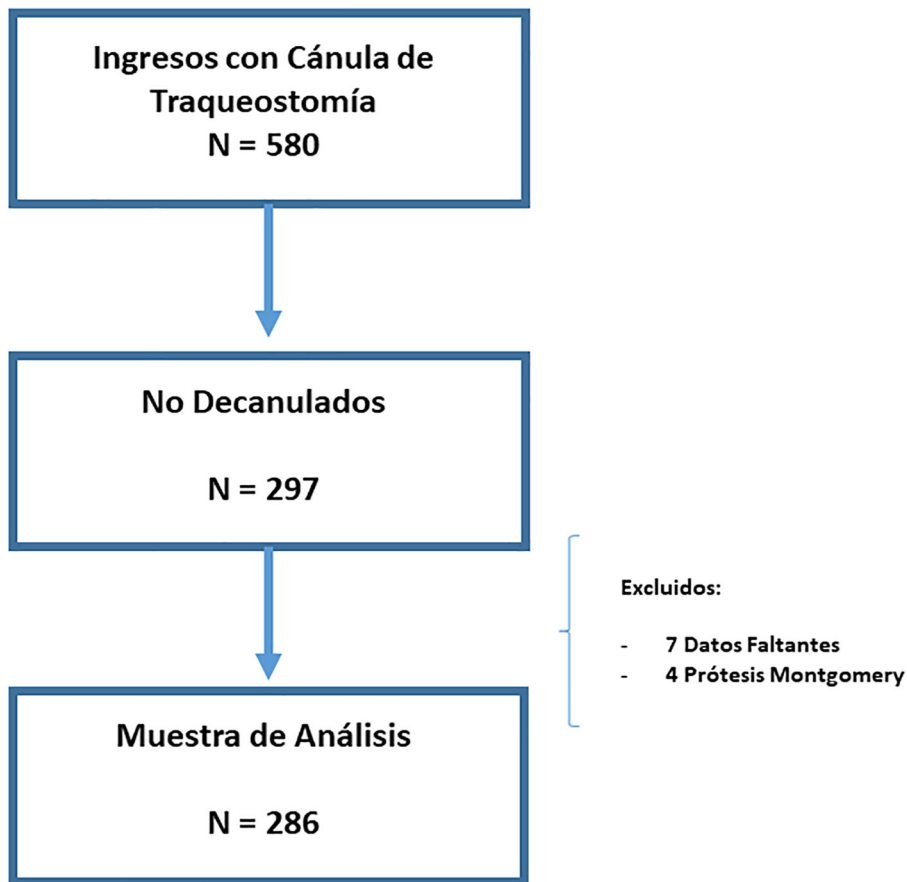 Ingresos con Cánula de
Traqueostomía
N = 580
No Decanulados
N = 297
Excluidos:
- 7 Datos Faltantes
- 4 Prótesis Montgomery
Muestra de Análisis
N = 286